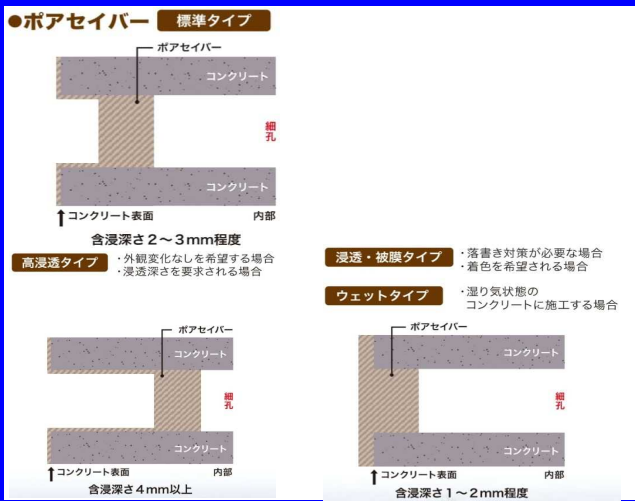 ●ポアセイバー 標準タイプ
ポアセイバー
コンクリート
細孔
コンクリート
コンクリート表面 内部
含浸深さ2〜3mm程度
高浸透タイプ
・外観変化なしを希望する場合
・浸透深さを要求される場合
ポアセイバー
コンクリート
細孔
コンクリート
コンクリート表面 内部
含浸深さ4mm以上
浸透・被膜タイプ
・落書き対策が必要な場合
・着色を希望される場合
ウェットタイプ
・湿り気状態の
コンクリートに施工する場合
ポアセイバー
コンクリート
細孔
コンクリート
コンクリート表面 内部
含浸深さ1〜2mm程度